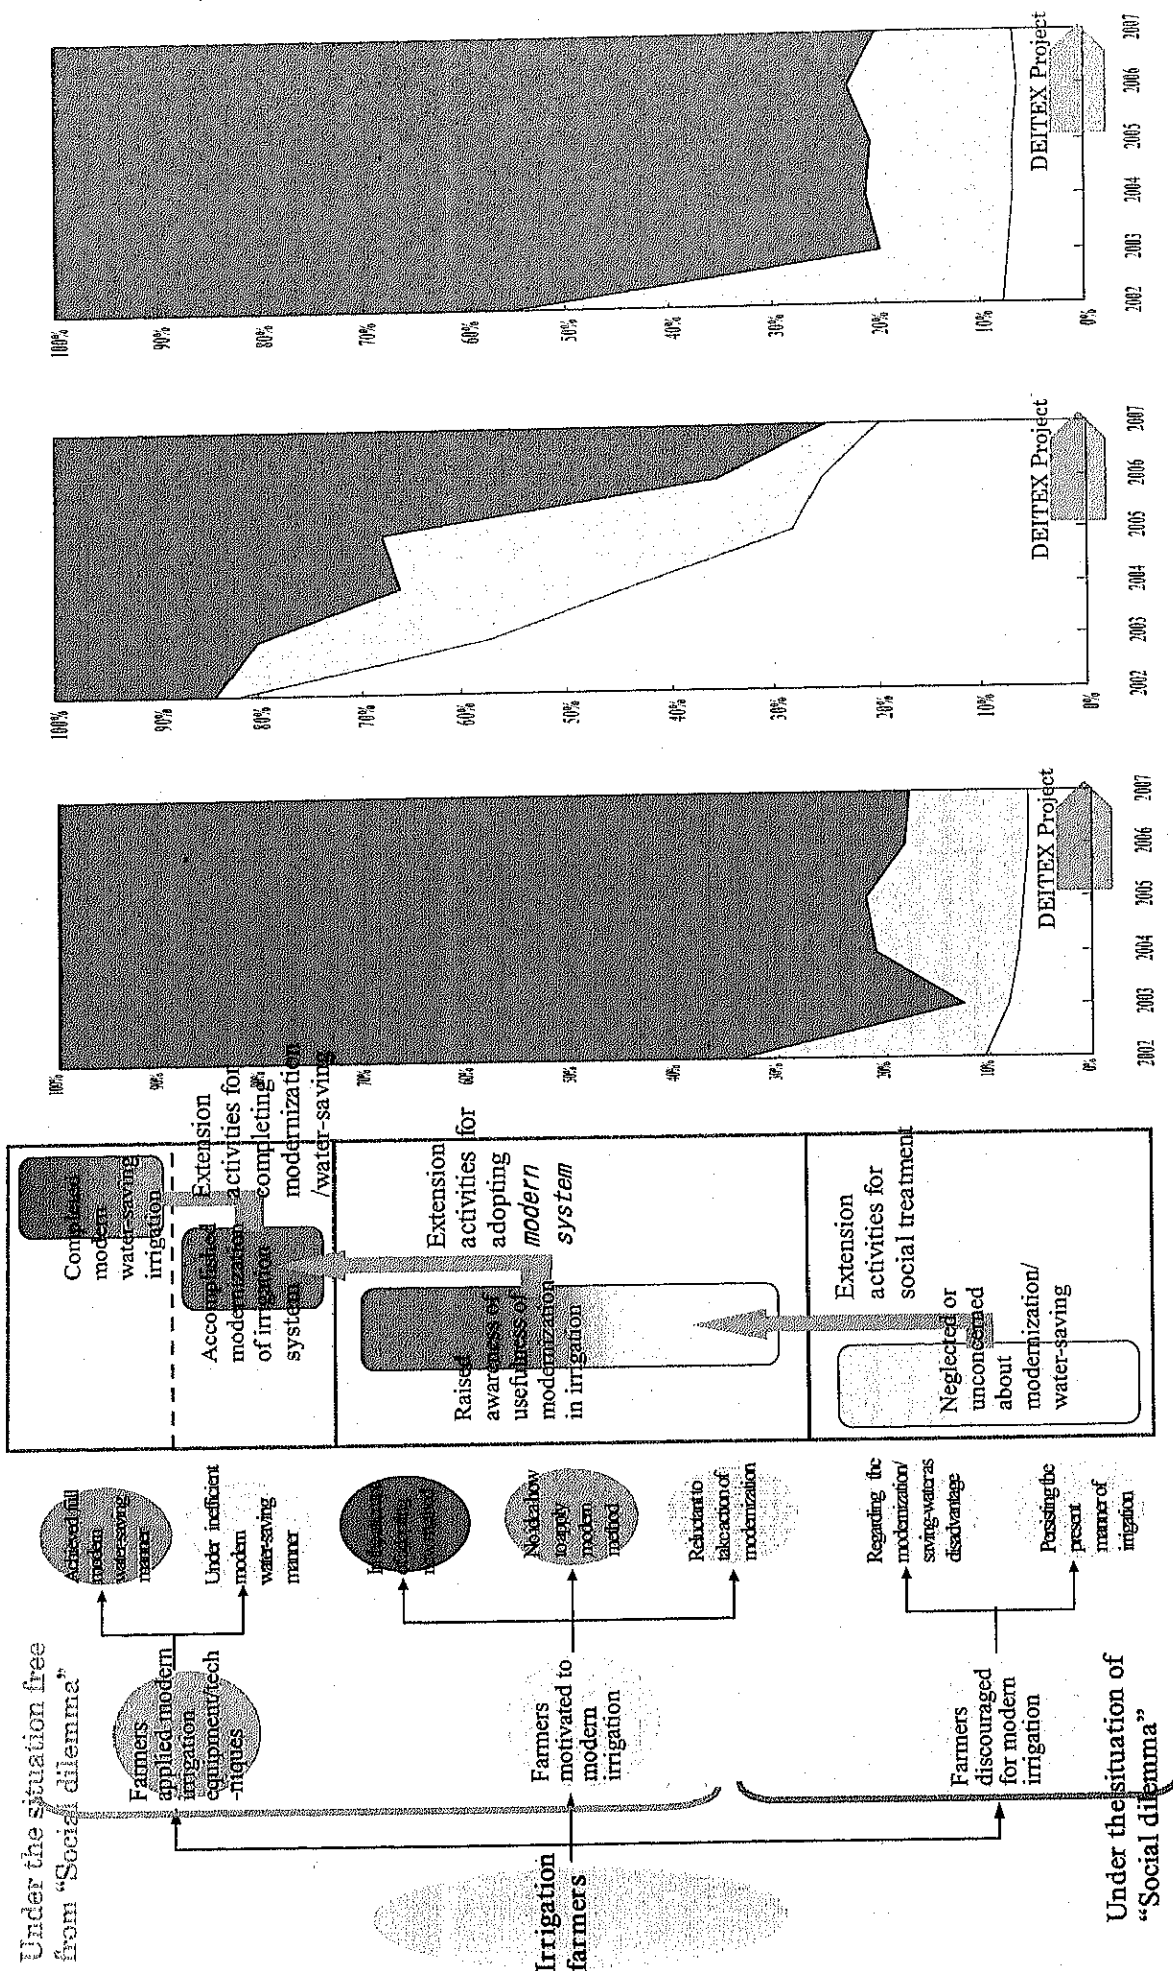 Under the situation free
from "Social dilemma"
Irrigation
farmers
Under the situation of
"Social dilemma"
Farmers
applied modern
irrigation
equipment/tech
-niques
Farmers
motivated to
modern
irrigation
Farmers
discouraged
for modern
irrigation
Achieved full
modern
water-saving
manner
Under inefficient
modern
water-saving
manner
No idea how
to apply
modern
method
Reluctant to
take action of
modernization
Regarding the
modernization/
saving-water as
disadvantage
Persisting the
present
manner of
irrigation
modern
water-saving
irrigation
Extension
activities for
completing
modernization
/water-saving
Accomplished
modernization
of irrigation
system
Extension
activities for
adopting
modern
system
Raised
awareness of
usefulness of
modernization
in irrigation
Extension
activities for
social treatment
Neglected or
unconcerned
about
modernization/
water-saving
100%
90%
70%
60%
50%
40%
30%
20%
10%
0%
2002 2003 2004 2005 2006 2007
DEITEX Project
100%
90%
80%
70%
60%
50%
40%
30%
20%
10%
0%
2002 2003 2004 2005 2006 2007
DEITEX Project
100%
90%
80%
70%
60%
50%
40%
30%
20%
10%
0%
2002 2003 2004 2005 2006 2007
DEITEX Project